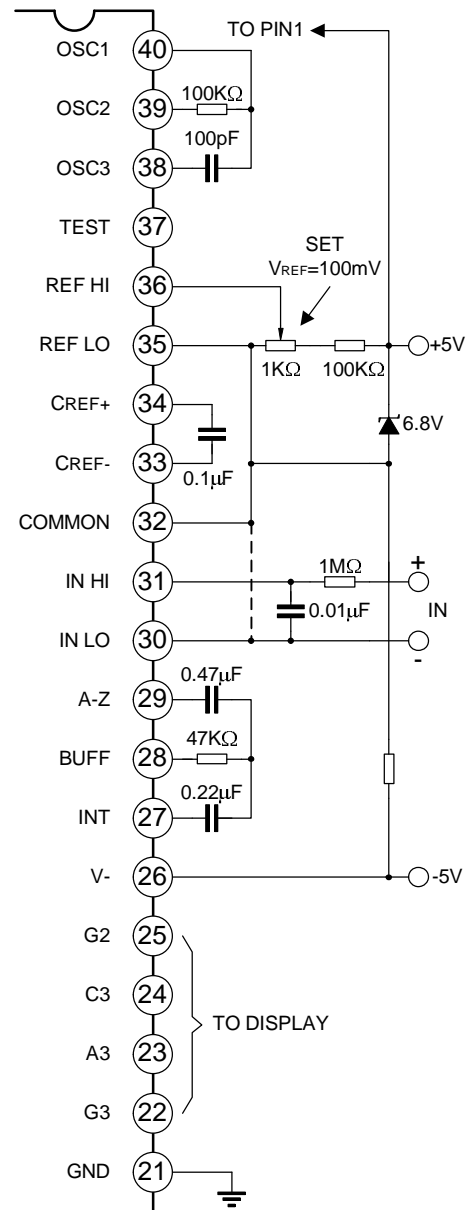 TO PIN1
OSC1 40
OSC2 39 100KΩ
100pF
OSC3 38
TEST 37
SET
VREF=100mV
REF HI 36
REF LO 35 +5V
1KΩ 100KΩ
CREF+ 34
6.8V
CREF- 33
0.1μF
COMMON 32
1MΩ +
IN HI 31
0.01μF IN
IN LO 30
-
0.47μF
A-Z 29
47KΩ
BUFF 28
0.22μF
INT 27
V- 26 -5V
G2 25
C3 24
TO DISPLAY
A3 23
G3 22
GND 21